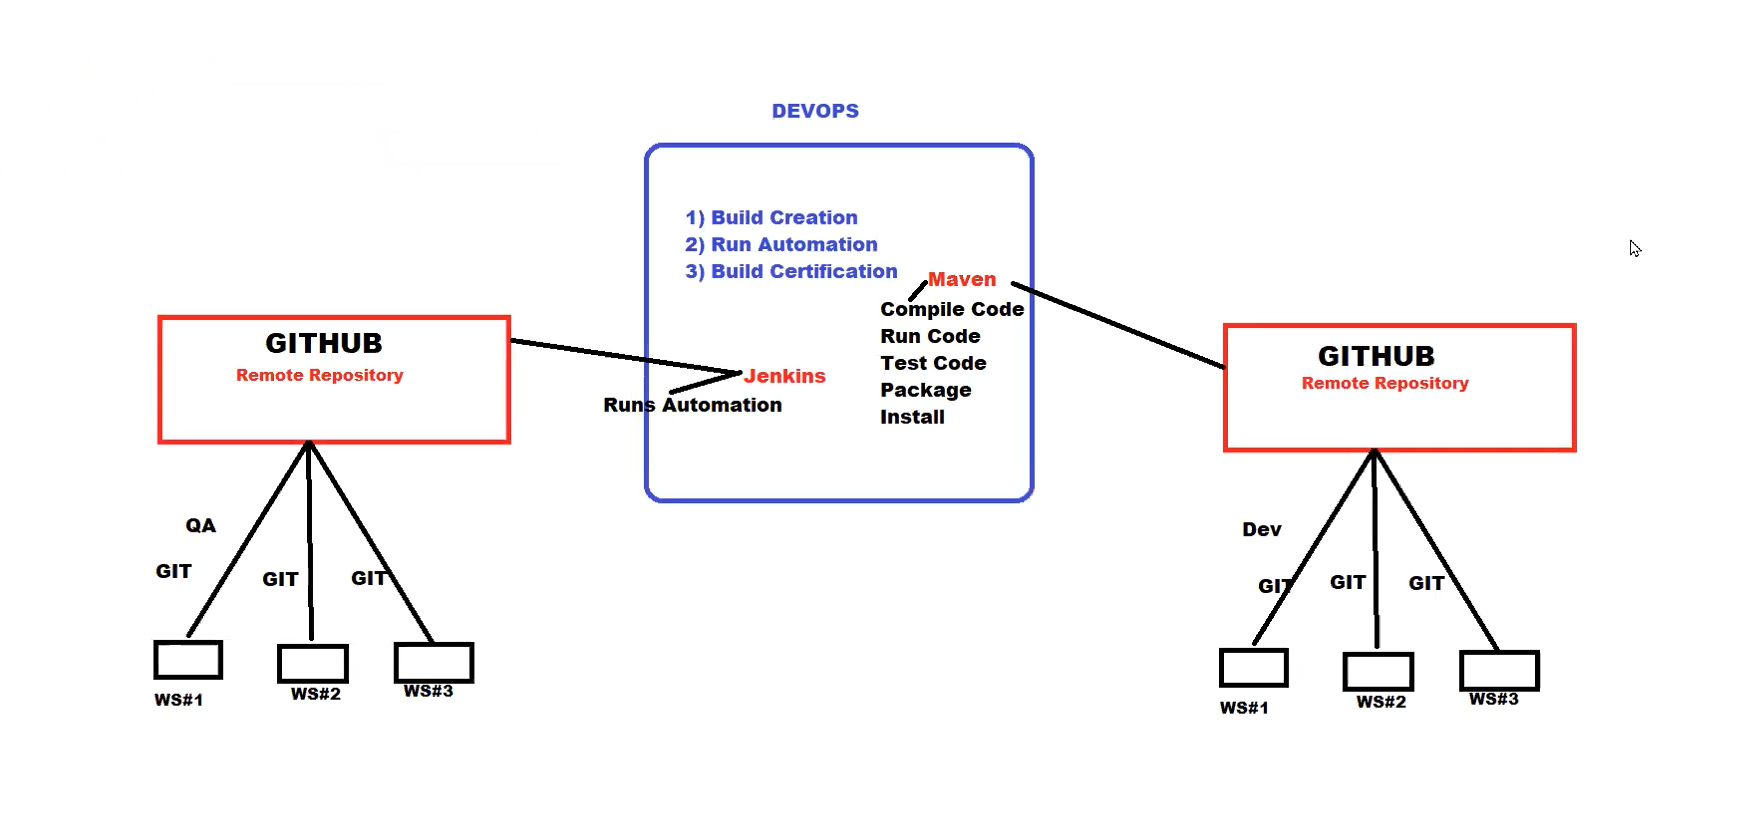 DEVOPS
1) Build Creation
2) Run Automation
3) Build Certification
Maven
Compile Code
Run Code
Test Code
Package
Install
Jenkins
Runs Automation
GITHUB
Remote Repository
QA
GIT
GIT
GIT
WS#1
WS#2
WS#3
GITHUB
Remote Repository
Dev
GIT
GIT
GIT
WS#1
WS#2
WS#3